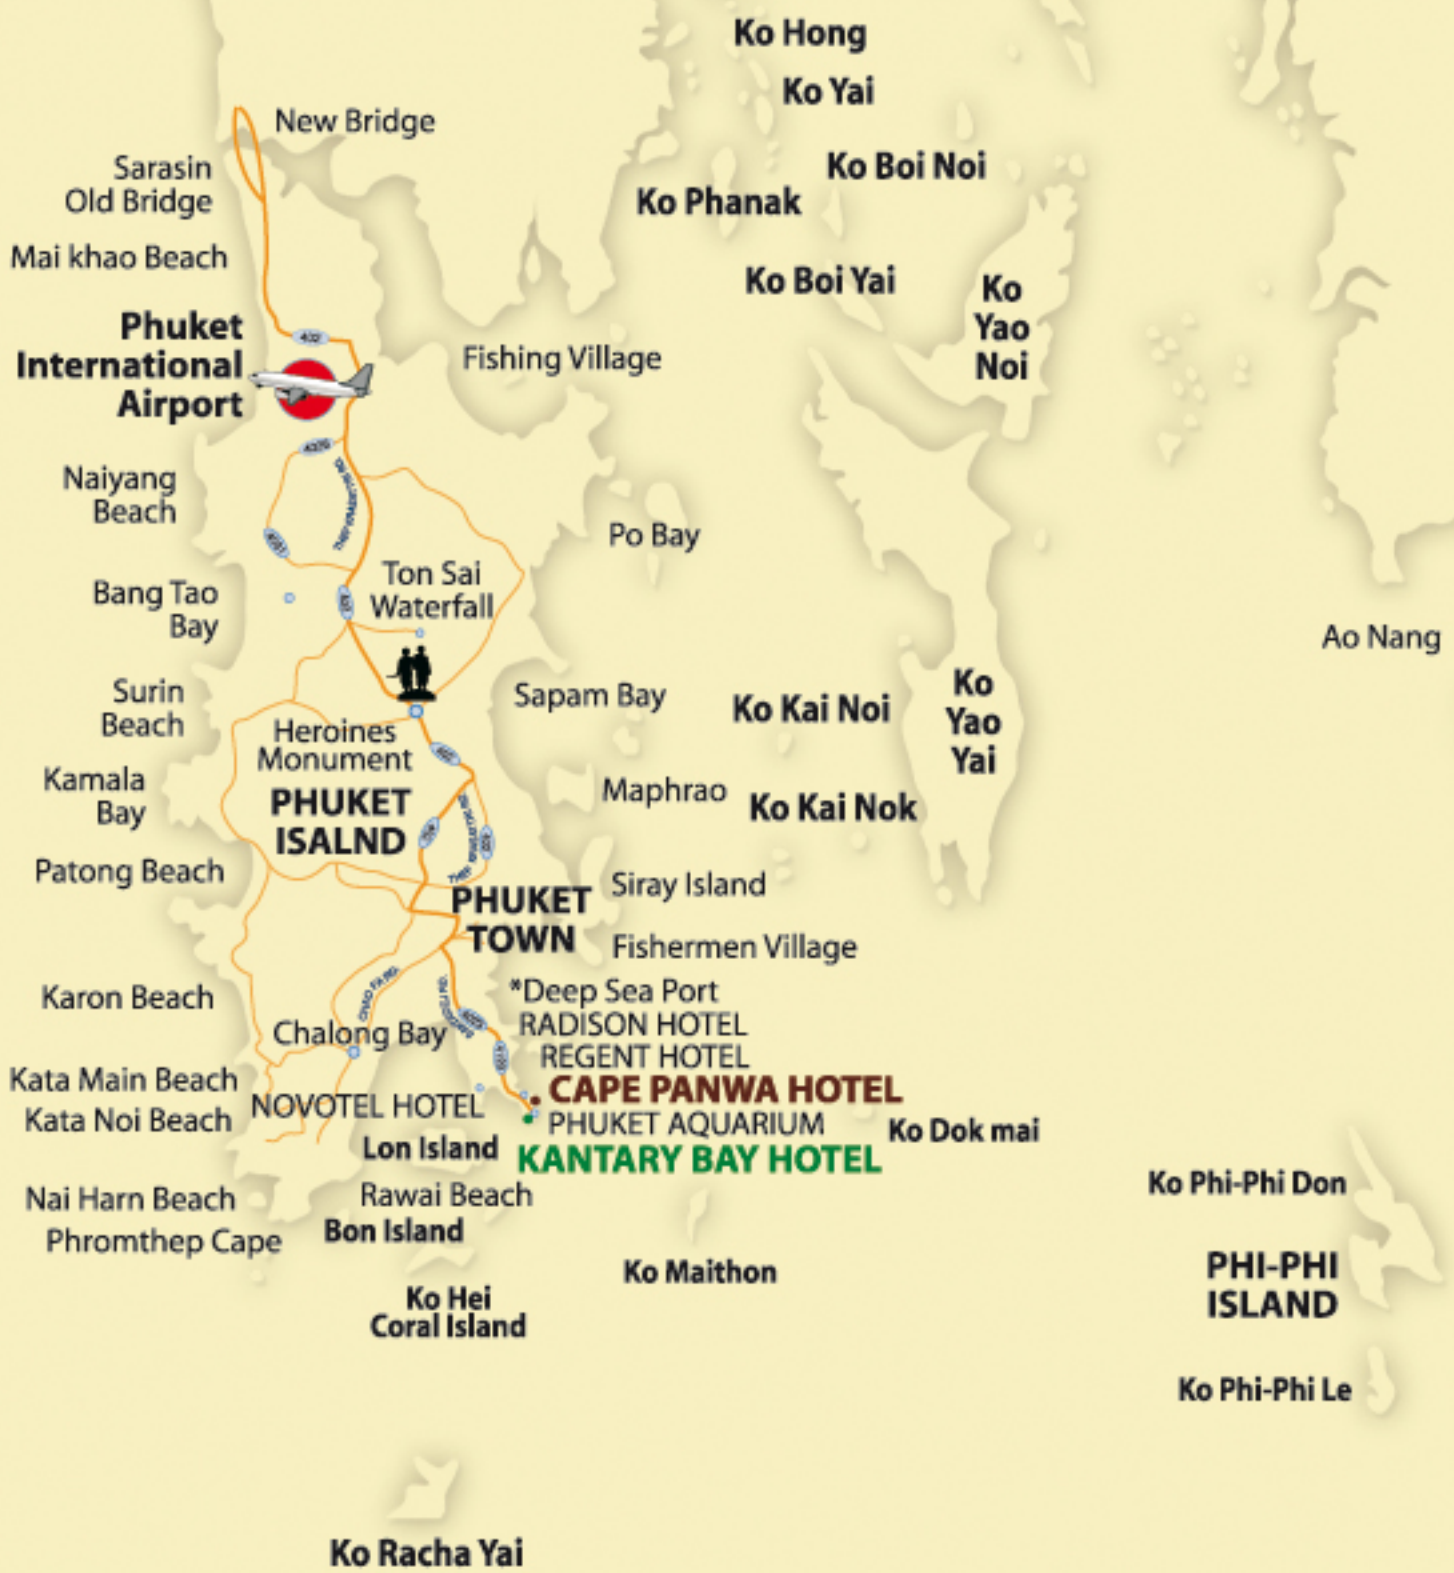 Ko Hong
Ko Yai
New Bridge
Sarasin
Old Bridge
Ko Boi Noi
Ko Phanak
Mai khao Beach
Ko Boi Yai
Ko
Yao
Noi
Phuket
International
Airport
402
Fishing Village
Naiyang
Beach
Po Bay
Ton Sai
Waterfall
Bang Tao
Bay
Ao Nang
Surin
Beach
Sapam Bay
Ko Kai Noi
Ko
Yao
Yai
Heroines
Monument
Kamala
Bay
PHUKET
ISALND
Maphrao
Ko Kai Nok
402
Patong Beach
Siray Island
PHUKET
TOWN
Fishermen Village
Karon Beach
*Deep Sea Port
CHAO FA RD.
RADISON HOTEL
Chalong Bay
REGENT HOTEL
Kata Main Beach
CAPE PANWA HOTEL
Kata Noi Beach
NOVOTEL HOTEL
PHUKET AQUARIUM
Ko Dok mai
Lon Island
KANTARY BAY HOTEL
Nai Harn Beach
Rawai Beach
Ko Phi-Phi Don
Phromthep Cape
Bon Island
Ko Maithon
PHI-PHI
ISLAND
Ko Hei
Coral Island
Ko Phi-Phi Le
Ko Racha Yai